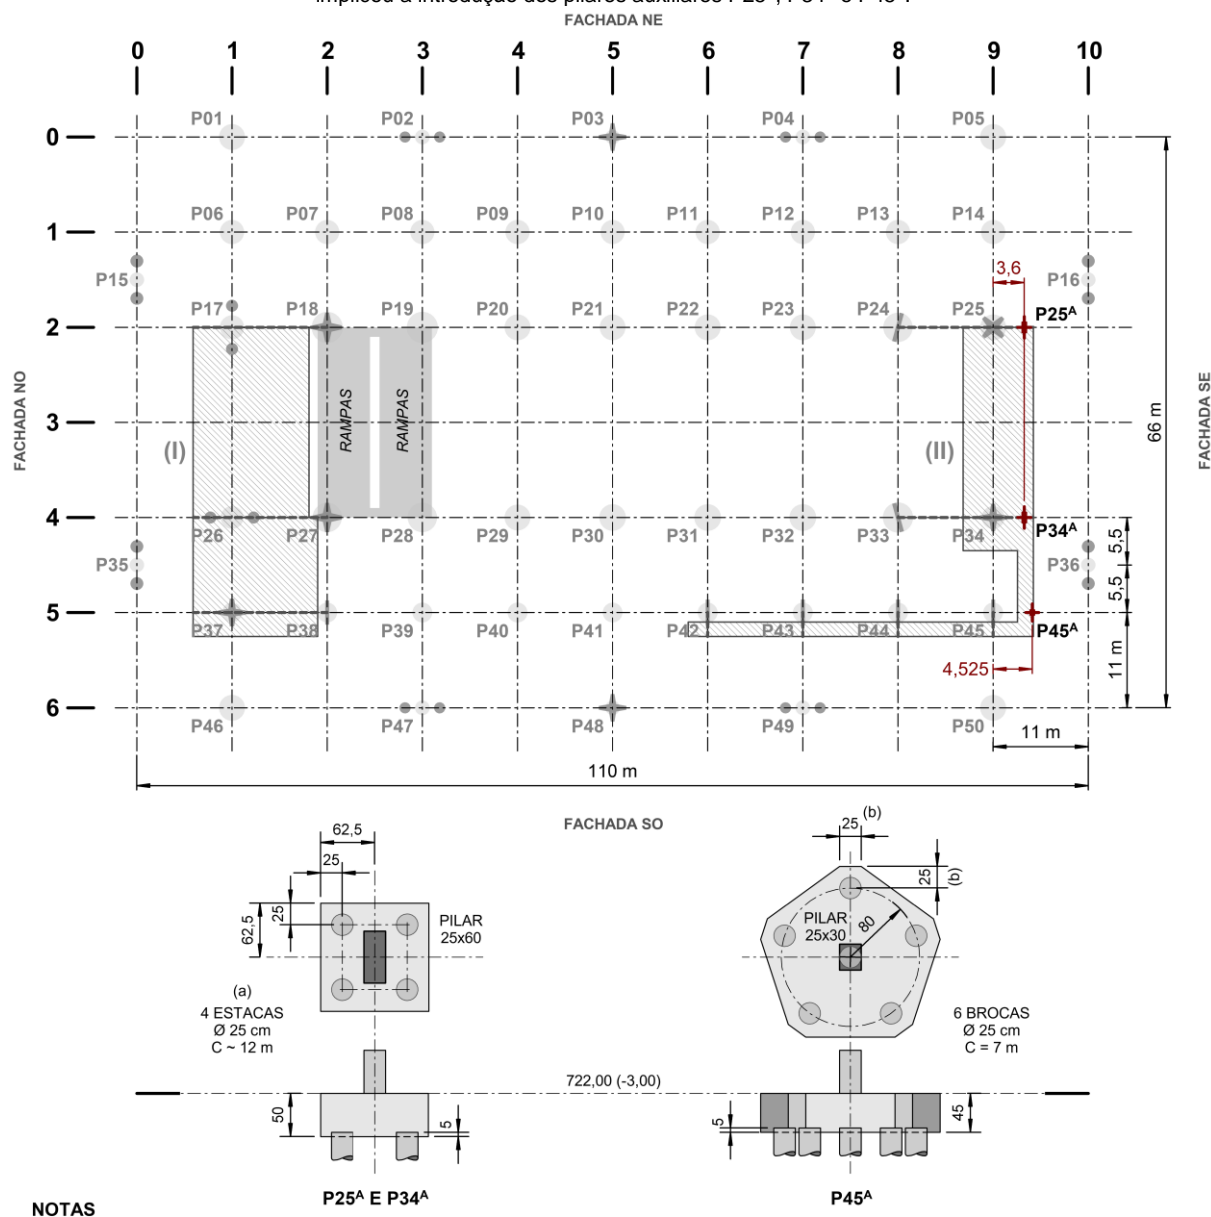 implicou a introdução dos pilares auxiliares P25ᴬ, P34ᴬ e P45ᴬ.
FACHADA NE
0 1 2 3 4 5 6 7 8 9 10
P01 P02 P03 P04 P05
0
P06 P07 P08 P09 P10 P11 P12 P13 P14
1
3,6
P15 P16
P17 P18 P19 P20 P21 P22 P23 P24 P25 P25ᴬ
2
FACHADA NO
RAMPAS
RAMPAS
FACHADA SE
3
66 m
(I) (II)
4
P26 P27 P28 P29 P30 P31 P32 P33 P34 P34ᴬ
5,5
P35 P36
5,5
5
P37 P38 P39 P40 P41 P42 P43 P44 P45 P45ᴬ
4,525
11 m
6
P46 P47 P48 P49 P50
11 m
110 m
FACHADA SO
62,5
25
25
62,5
PILAR
25x60
(a)
4 ESTACAS
Ø 25 cm
C ~ 12 m
25
(b)
25
(b)
PILAR
25x30
80
6 BROCAS
Ø 25 cm
C = 7 m
722,00 (-3,00)
50
5
5
45
P25ᴬ E P34ᴬ
P45ᴬ
NOTAS